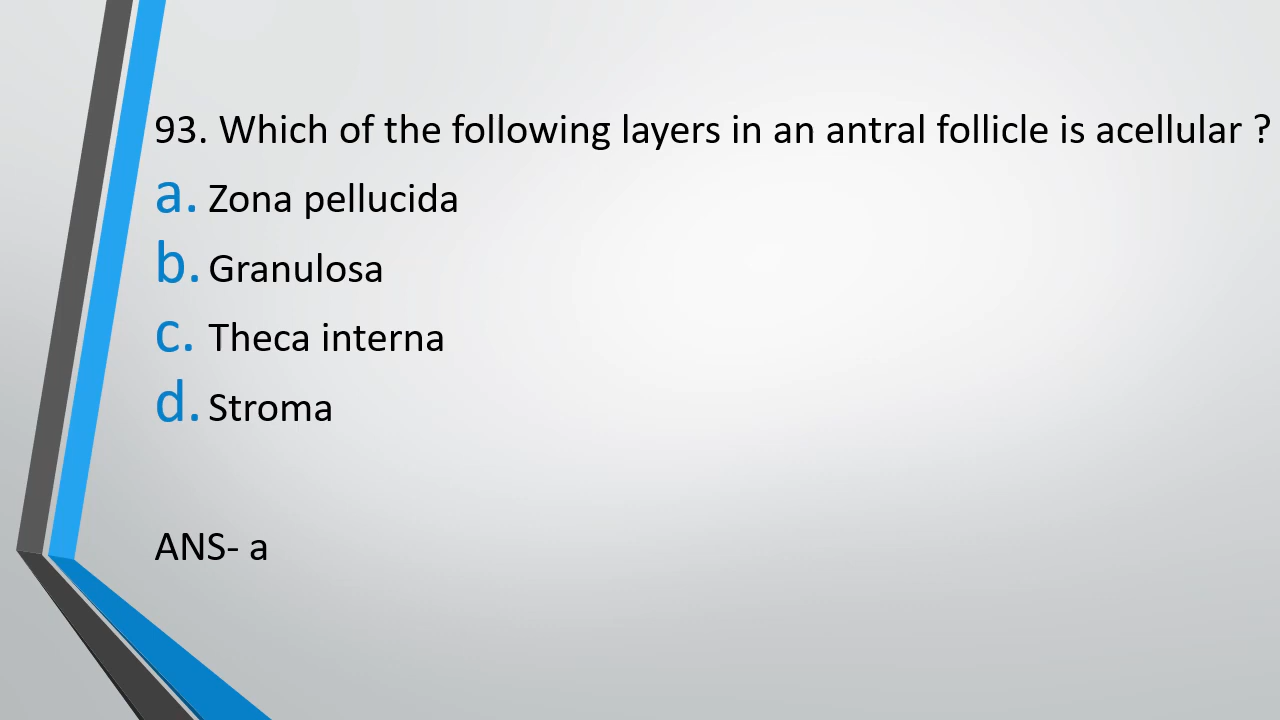 93. Which of the following layers in an antral follicle is acellular ?
a. Zona pellucida
b. Granulosa
c. Theca interna
d. Stroma
ANS- a